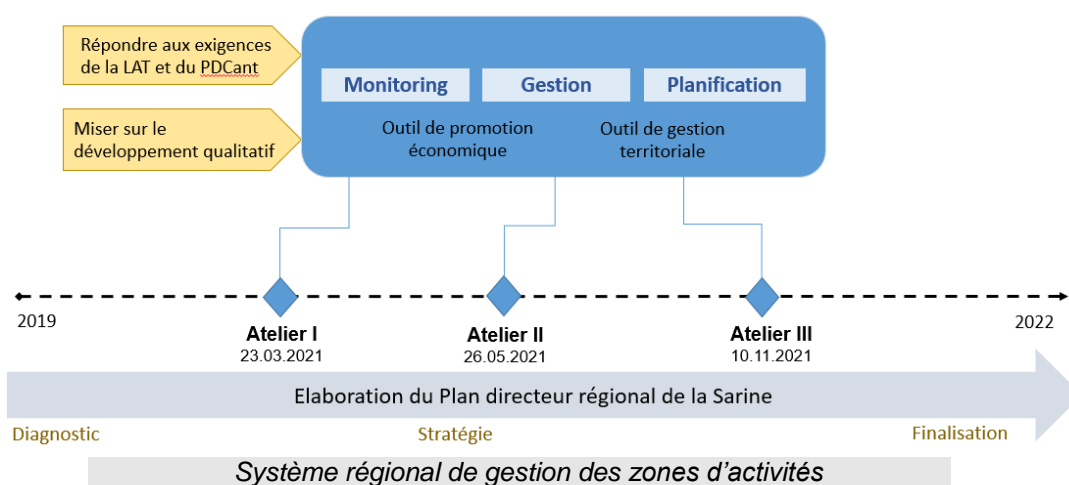 Répondre aux exigences
de la LAT et du PDCant
Miser sur le
développement qualitatif
Monitoring
Gestion
Planification
Outil de promotion
économique
Outil de gestion
territoriale
2019
2022
Atelier I
23.03.2021
Atelier II
26.05.2021
Atelier III
10.11.2021
Elaboration du Plan directeur régional de la Sarine
Diagnostic
Stratégie
Finalisation
Système régional de gestion des zones d’activités